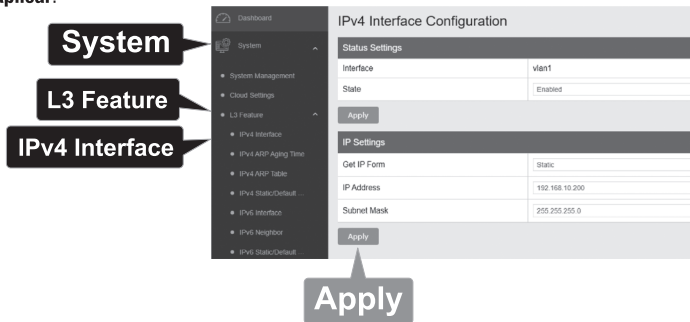 aplicar.
System
L3 Feature
IPv4 Interface
Dashboard
System
System Management
Cloud Settings
L3 Feature
IPv4 Interface
IPv4 ARP Aging Time
IPv4 ARP Table
IPv4 Static/Default ...
IPv6 Interface
IPv6 Neighbor
IPv6 Static/Default ...
IPv4 Interface Configuration
Status Settings
Interface vlan1
State Enabled
Apply
IP Settings
Get IP Form Static
IP Address 192.168.10.200
Subnet Mask 255.255.255.0
Apply
Apply